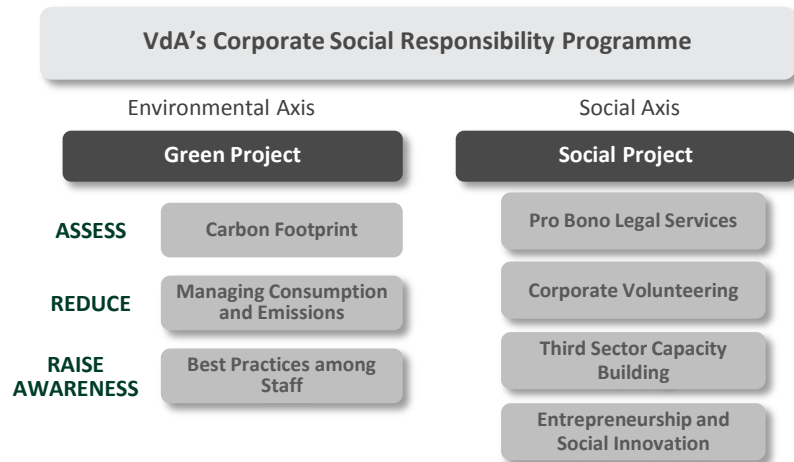 VdA’s Corporate Social Responsibility Programme
Environmental Axis
Green Project
ASSESS
Carbon Footprint
REDUCE
Managing Consumption
and Emissions
RAISE
AWARENESS
Best Practices among
Staff
Social Axis
Social Project
Pro Bono Legal Services
Corporate Volunteering
Third Sector Capacity
Building
Entrepreneurship and
Social Innovation